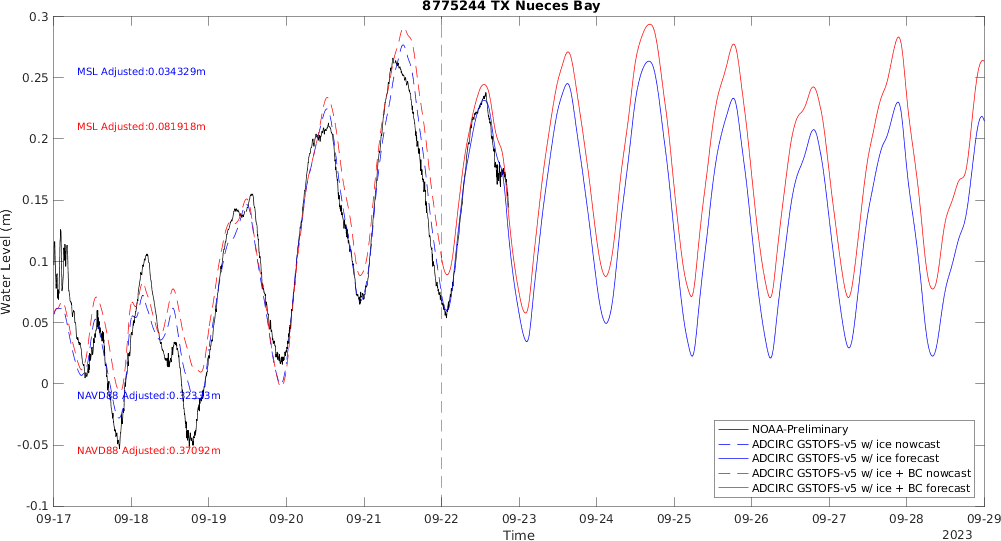 8775244 TX Nueces Bay
0.3
0.25
0.2
0.15
0.1
0.05
0
-0.05
-0.1
Water Level (m)
MSL Adjusted:0.034329m
MSL Adjusted:0.081918m
NAVD88 Adjusted:0.32333m
NAVD88 Adjusted:0.37092m
NOAA-Preliminary
ADCIRC GSTOFS-v5 w/ ice nowcast
ADCIRC GSTOFS-v5 w/ ice forecast
ADCIRC GSTOFS-v5 w/ ice + BC nowcast
ADCIRC GSTOFS-v5 w/ ice + BC forecast
09-17 09-18 09-19 09-20 09-21 09-22 09-23 09-24 09-25 09-26 09-27 09-28 09-29
Time
2023